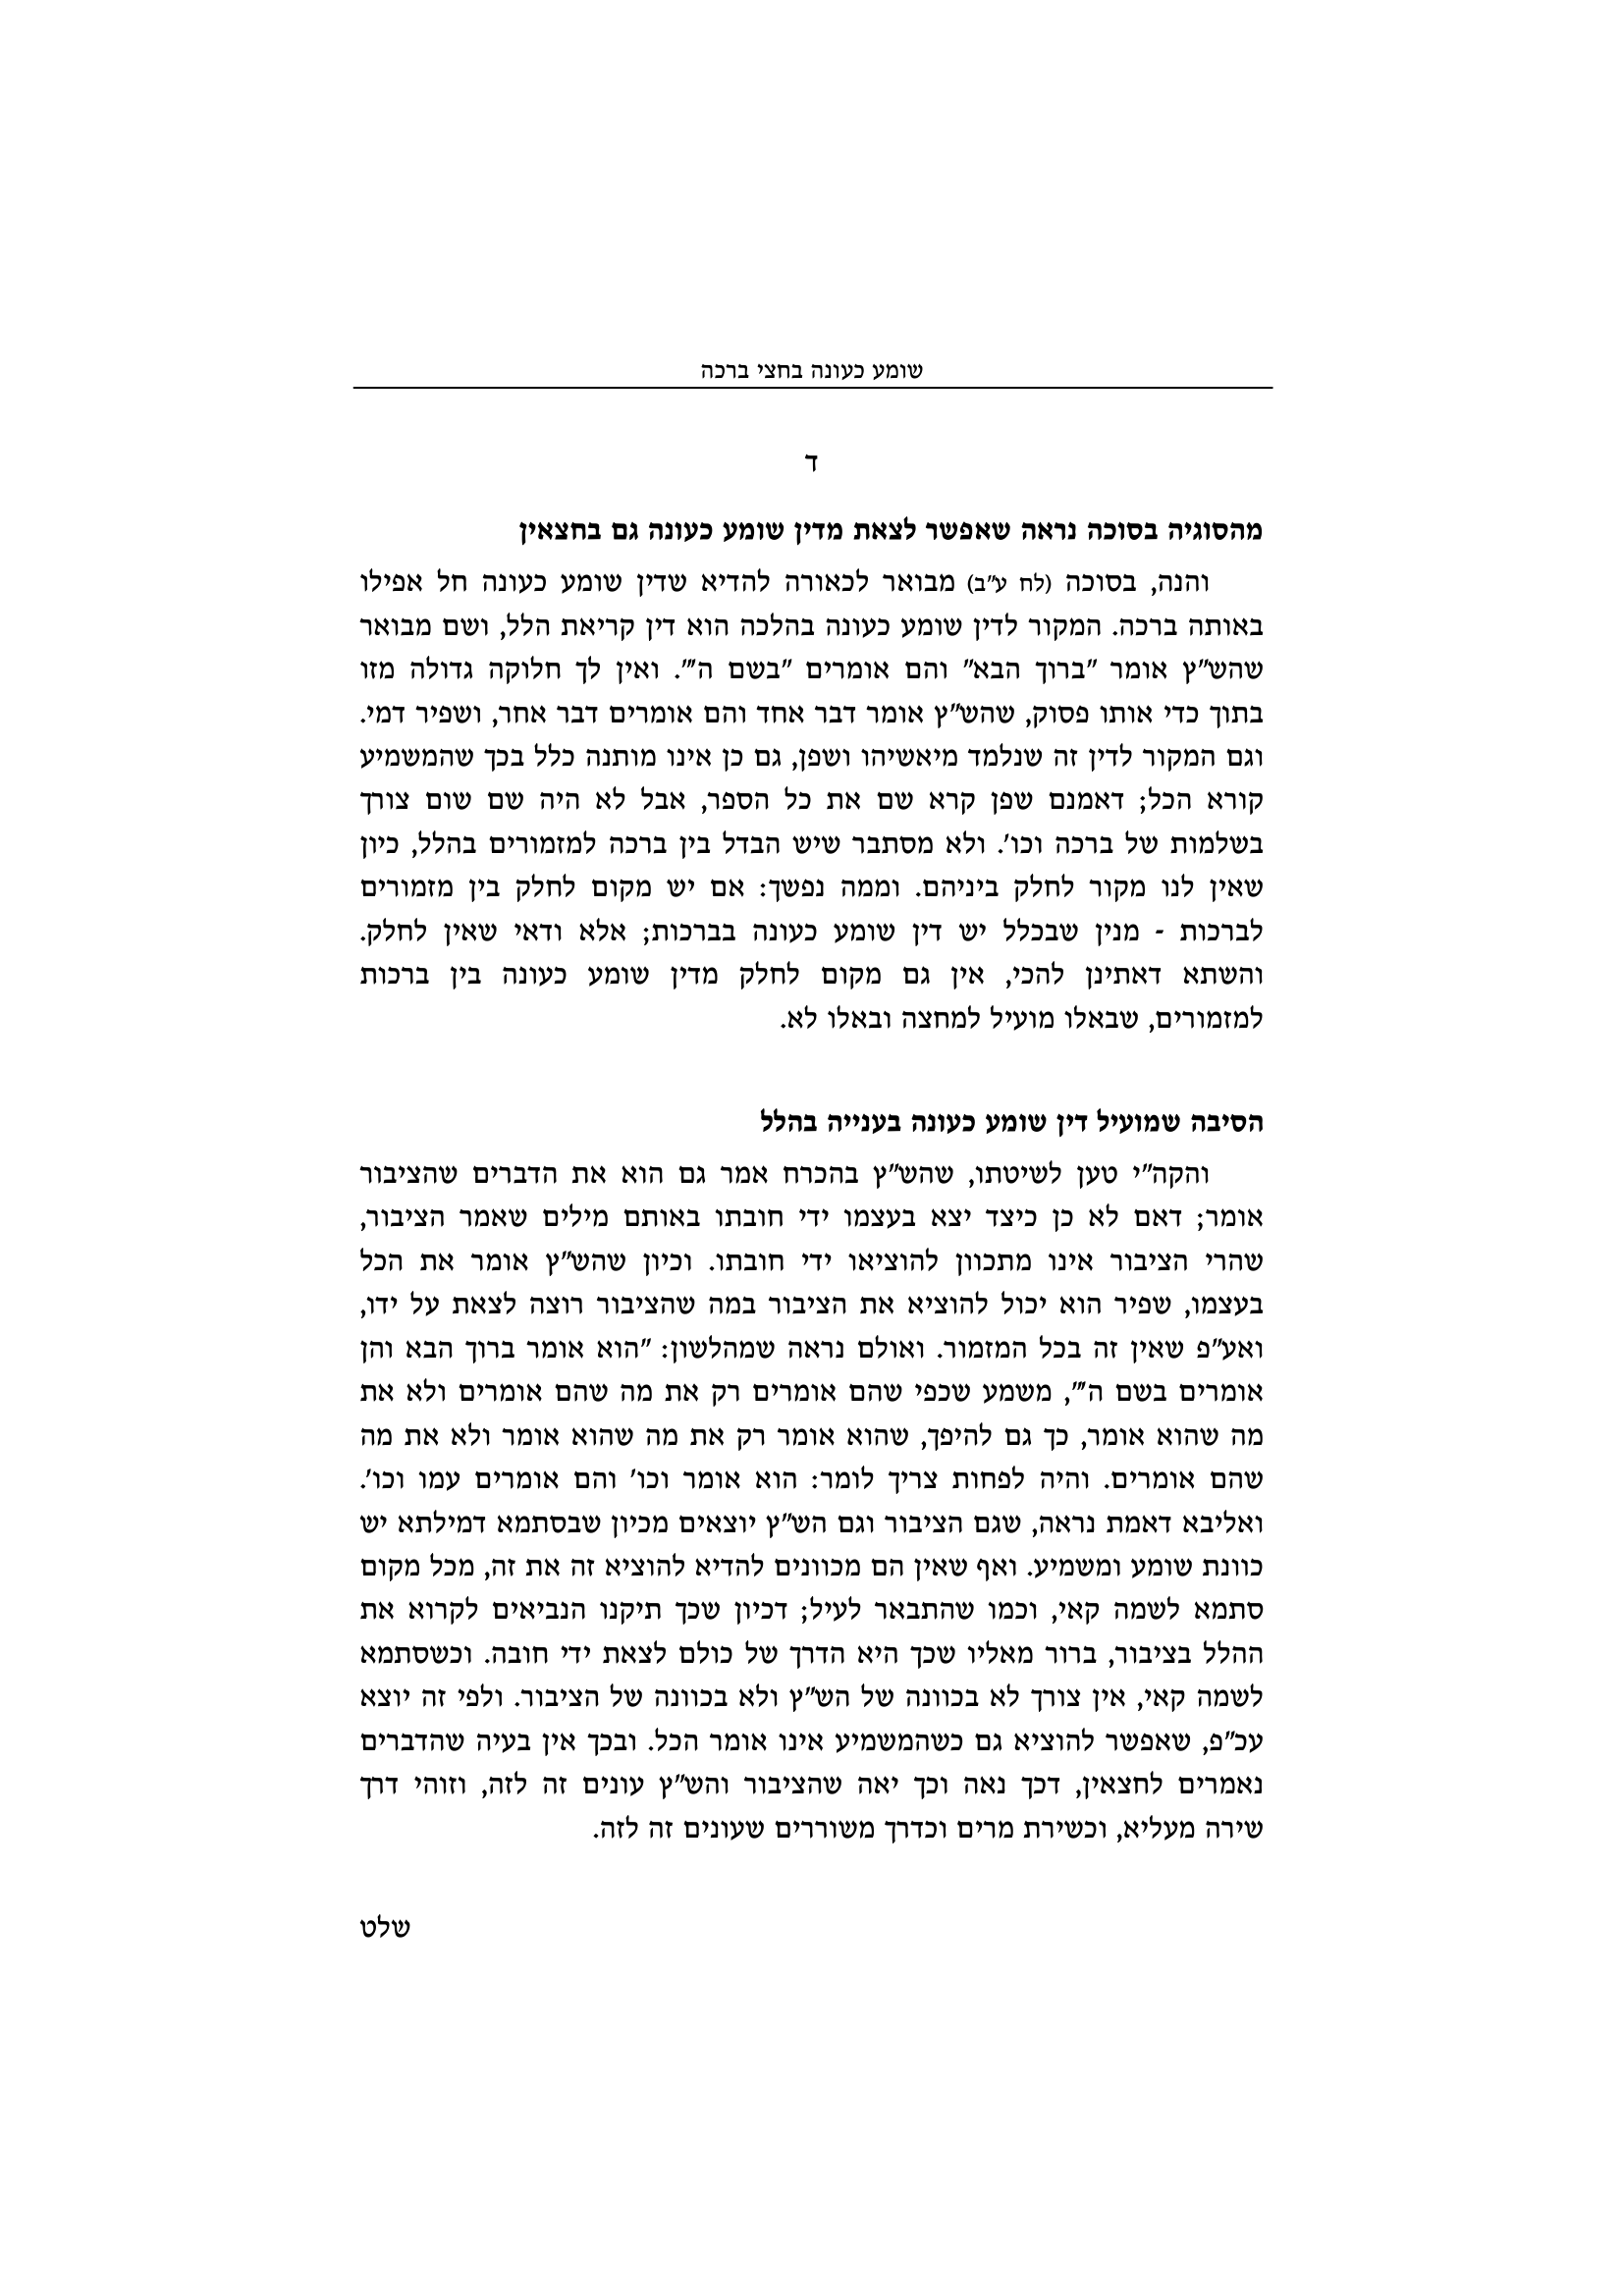 שומע כעונה בחצי ברכה
ד
מהסוגיה בסוכה נראה שאפשר לצאת מדין שומע כעונה גם בחצאין
והנה, בסוכה (לח ע"ב) מבואר לכאורה להדיא שדין שומע כעונה חל אפילו
באותה ברכה. המקור לדין שומע כעונה בהלכה הוא דין קריאת הלל, ושם מבואר
שהש"ץ אומר "ברוך הבא" והם אומרים "בשם ה'". ואין לך חלוקה גדולה מזו
בתוך כדי אותו פסוק, שהש"ץ אומר דבר אחד והם אומרים דבר אחר, ושפיר דמי.
וגם המקור לדין זה שנלמד מיאשיהו ושפן, גם כן אינו מותנה כלל בכך שהמשמיע
קורא הכל; דאמנם שפן קרא שם את כל הספר, אבל לא היה שם שום צורך
בשלמות של ברכה וכו'. ולא מסתבר שיש הבדל בין ברכה למזמורים בהלל, כיון
שאין לנו מקור לחלק ביניהם. וממה נפשך: אם יש מקום לחלק בין מזמורים
לברכות - מנין שבכלל יש דין שומע כעונה בברכות; אלא ודאי שאין לחלק.
והשתא דאתינן להכי, אין גם מקום לחלק מדין שומע כעונה בין ברכות
למזמורים, שבאלו מועיל למחצה ובאלו לא.
הסיבה שמועיל דין שומע כעונה בענייה בהלל
והקה"י טען לשיטתו, שהש"ץ בהכרח אמר גם הוא את הדברים שהציבור
אומר; דאם לא כן כיצד יצא בעצמו ידי חובתו באותם מילים שאמר הציבור,
שהרי הציבור אינו מתכוון להוציאו ידי חובתו. וכיון שהש"ץ אומר את הכל
בעצמו, שפיר הוא יכול להוציא את הציבור במה שהציבור רוצה לצאת על ידו,
ואע"פ שאין זה בכל המזמור. ואולם נראה שמהלשון: "הוא אומר ברוך הבא והן
אומרים בשם ה'", משמע שכפי שהם אומרים רק את מה שהם אומרים ולא את
מה שהוא אומר, כך גם להיפך, שהוא אומר רק את מה שהוא אומר ולא את מה
שהם אומרים. והיה לפחות צריך לומר: הוא אומר וכו' והם אומרים עמו וכו'.
ואליבא דאמת נראה, שגם הציבור וגם הש"ץ יוצאים מכיון שבסתמא דמילתא יש
כוונת שומע ומשמיע. ואף שאין הם מכוונים להדיא להוציא זה את זה, מכל מקום
סתמא לשמה קאי, וכמו שהתבאר לעיל; דכיון שכך תיקנו הנביאים לקרוא את
ההלל בציבור, ברור מאליו שכך היא הדרך של כולם לצאת ידי חובה. וכשסתמא
לשמה קאי, אין צורך לא בכוונה של הש"ץ ולא בכוונה של הציבור. ולפי זה יוצא
עכ"פ, שאפשר להוציא גם כשהמשמיע אינו אומר הכל. ובכך אין בעיה שהדברים
נאמרים לחצאין, דכך נאה וכך יאה שהציבור והש"ץ עונים זה לזה, וזוהי דרך
שירה מעליא, וכשירת מרים וכדרך משוררים שעונים זה לזה.
שלט